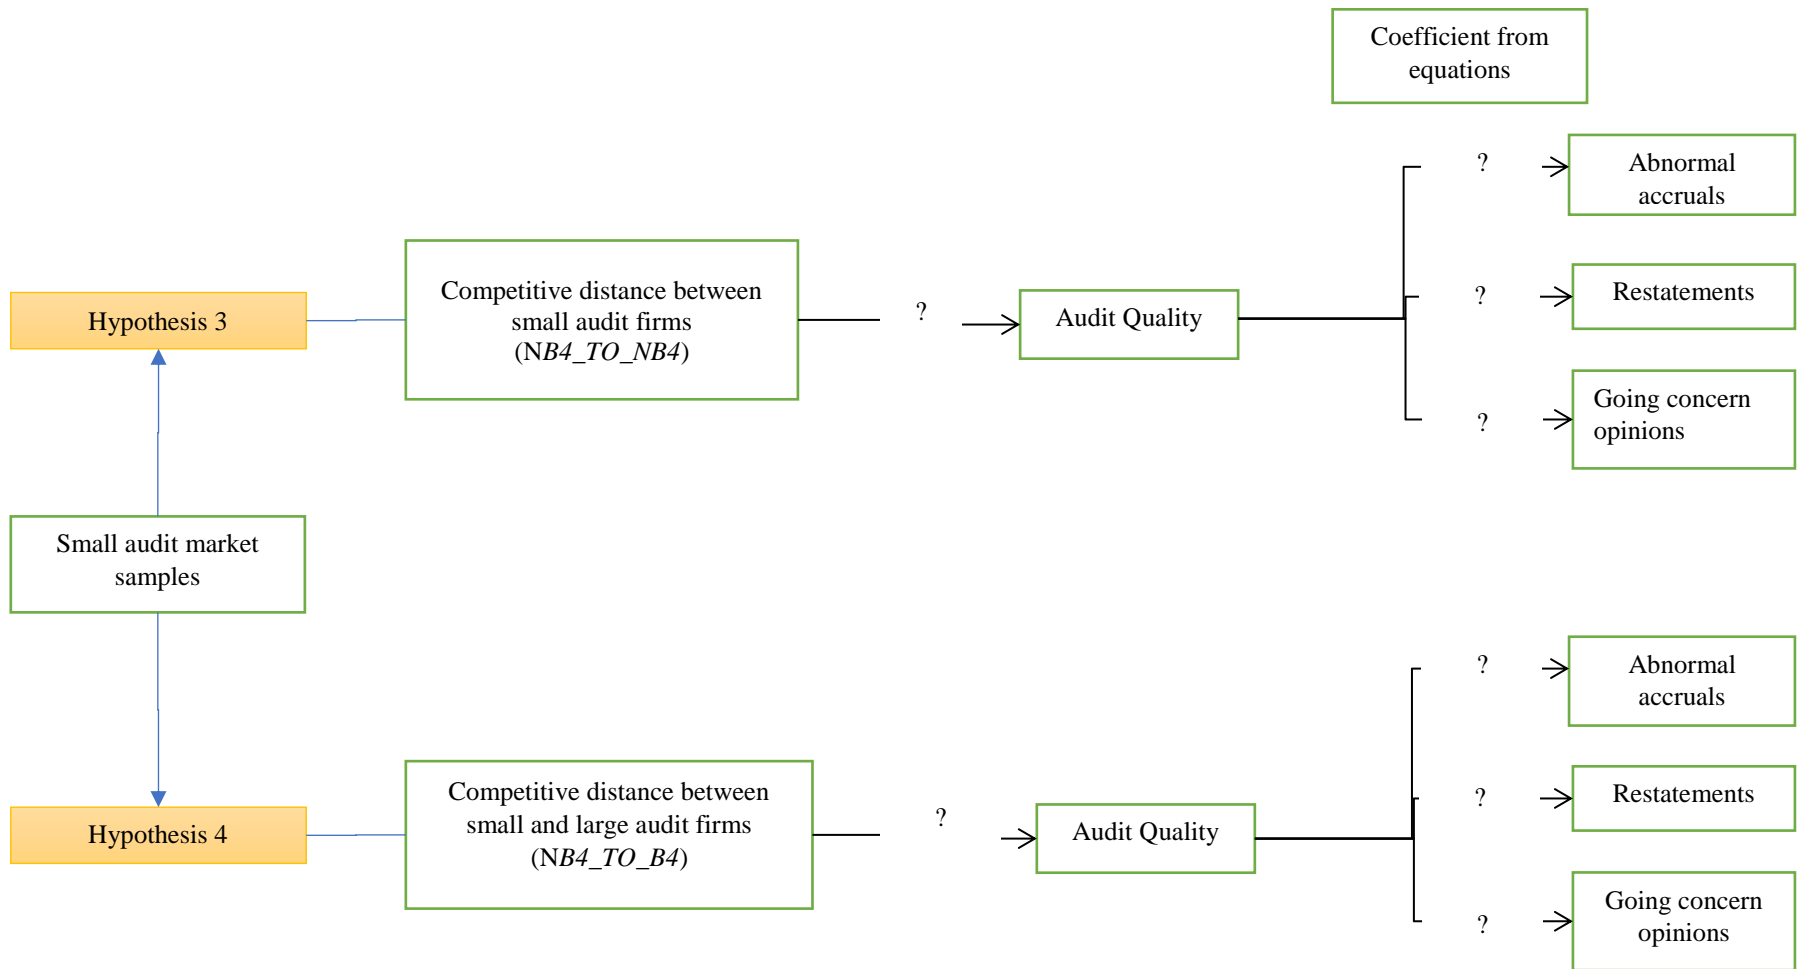 Coefficient from
equations
?
Abnormal
accruals
Hypothesis 3
Competitive distance between
small audit firms
(NB4_TO_NB4)
?
Audit Quality
?
Restatements
?
Going concern
opinions
Small audit market
samples
?
Abnormal
accruals
Hypothesis 4
Competitive distance between
small and large audit firms
(NB4_TO_B4)
?
Audit Quality
?
Restatements
?
Going concern
opinions